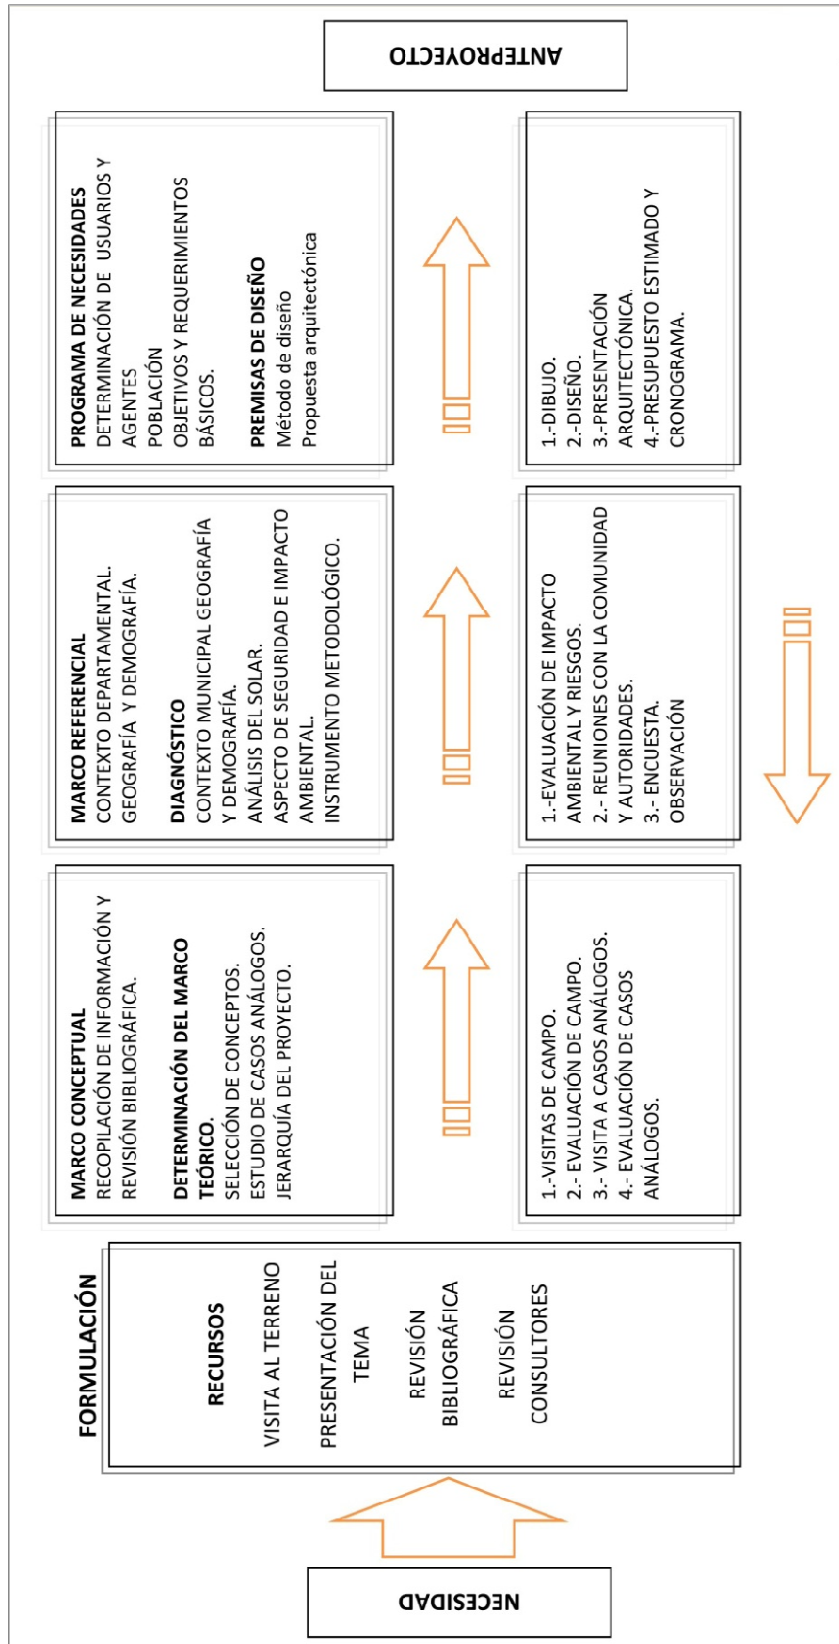 NECESIDAD
FORMULACIÓN
RECURSOS
VISITA AL TERRENO
PRESENTACIÓN DEL
TEMA
REVISIÓN
BIBLIOGRÁFICA
REVISIÓN
CONSULTORES
MARCO CONCEPTUAL
RECOPILACIÓN DE INFORMACIÓN Y
REVISIÓN BIBLIOGRÁFICA.
DETERMINACIÓN DEL MARCO
TEÓRICO.
SELECCIÓN DE CONCEPTOS.
ESTUDIO DE CASOS ANÁLOGOS.
JERARQUÍA DEL PROYECTO.
1.-VISITAS DE CAMPO.
2.- EVALUACIÓN DE CAMPO.
3.- VISITA A CASOS ANÁLOGOS.
4.- EVALUACIÓN DE CASOS
ANÁLOGOS.
MARCO REFERENCIAL
CONTEXTO DEPARTAMENTAL.
GEOGRAFÍA Y DEMOGRAFÍA.
DIAGNÓSTICO
CONTEXTO MUNICIPAL GEOGRAFÍA
Y DEMOGRAFÍA.
ANÁLISIS DEL SOLAR.
ASPECTO DE SEGURIDAD E IMPACTO
AMBIENTAL.
INSTRUMENTO METODOLÓGICO.
1.-EVALUACIÓN DE IMPACTO
AMBIENTAL Y RIESGOS.
2.- REUNIONES CON LA COMUNIDAD
Y AUTORIDADES.
3.- ENCUESTA.
OBSERVACIÓN
PROGRAMA DE NECESIDADES
DETERMINACIÓN DE USUARIOS Y
AGENTES
POBLACIÓN
OBJETIVOS Y REQUERIMIENTOS
BÁSICOS.
PREMISAS DE DISEÑO
Método de diseño
Propuesta arquitectónica
1.-DIBUJO.
2.-DISEÑO.
3.-PRESENTACIÓN
ARQUITECTÓNICA.
4.-PRESUPUESTO ESTIMADO Y
CRONOGRAMA.
ANTEPROYECTO